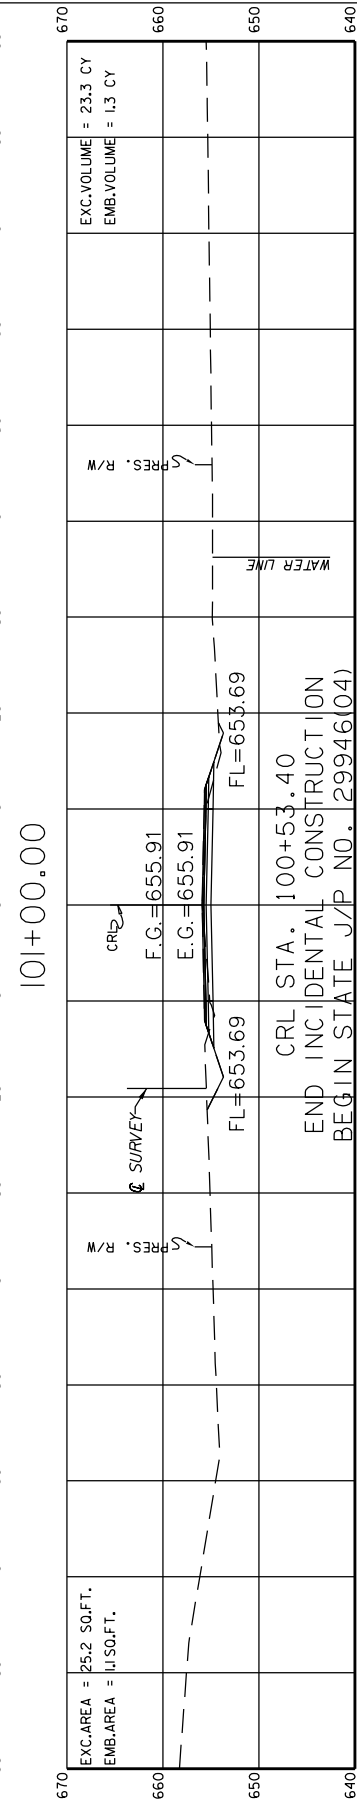 101+00.00
670
660
650
640
EXC.AREA = 25.2 SQ.FT.
EMB.AREA = 1.1 SQ.FT.
PRES. R/W
℄ SURVEY
CRL
F.G.=655.91
E.G.=655.91
FL=653.69
FL=653.69
CRL STA. 100+53.40
END INCIDENTAL CONSTRUCTION
BEGIN STATE J/P NO. 29946(04)
WATER LINE
PRES. R/W
EXC.VOLUME = 23.3 CY
EMB.VOLUME = 1.3 CY
670
660
650
640